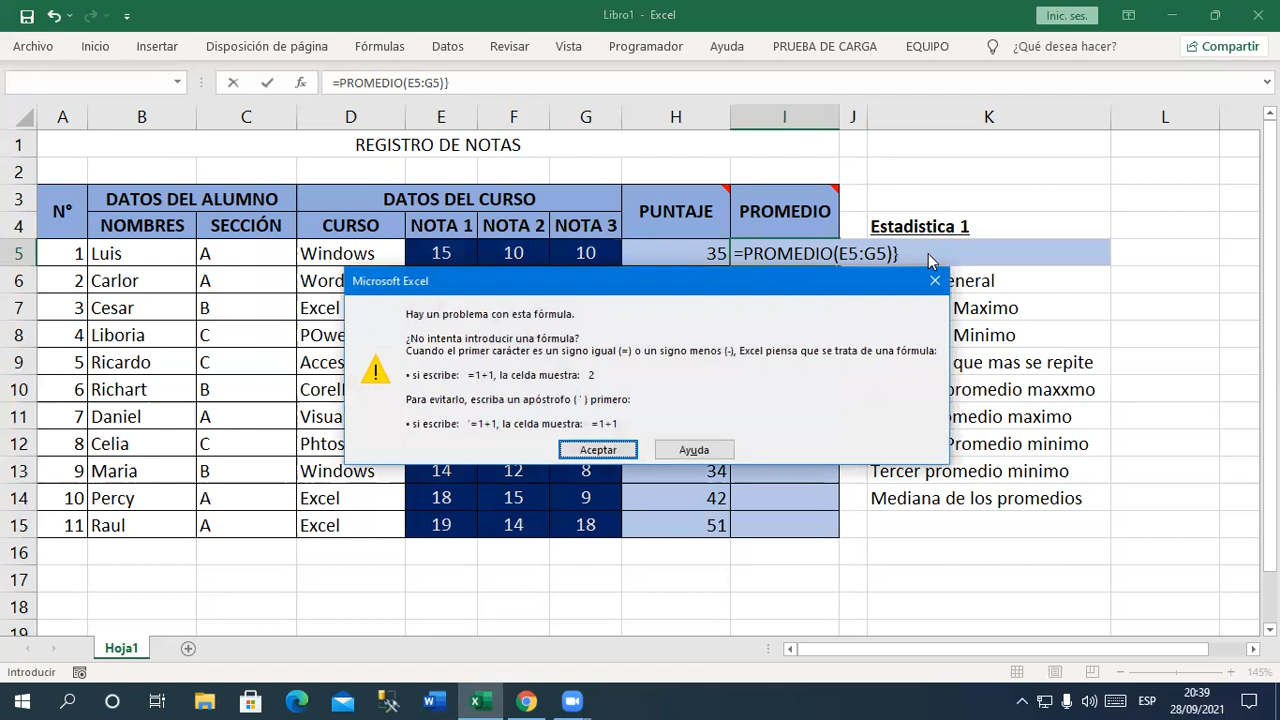 Libro1 - Excel
Inic. ses.
Archivo Inicio Insertar Disposición de página Fórmulas Datos Revisar Vista Programador Ayuda PRUEBA DE CARGA EQUIPO ¿Qué desea hacer? Compartir
fx =PROMEDIO(E5:G5)}
A B C D E F G H I J K L
1 REGISTRO DE NOTAS
2
3 N° DATOS DEL ALUMNO DATOS DEL CURSO PUNTAJE PROMEDIO
4 NOMBRES SECCIÓN CURSO NOTA 1 NOTA 2 NOTA 3 Estadistica 1
5 1 Luis A Windows 15 10 10 35 =PROMEDIO(E5:G5)}
6 2 Carlor A Word eneral
7 3 Cesar B Excel Maximo
8 4 Liboria C POwe Minimo
9 5 Ricardo C Acces que mas se repite
10 6 Richart B Corell promedio maxxmo
11 7 Daniel A Visua omedio maximo
12 8 Celia C Phtos Promedio minimo
13 9 Maria B Windows 14 12 8 34 Tercer promedio minimo
14 10 Percy A Excel 18 15 9 42 Mediana de los promedios
15 11 Raul A Excel 19 14 18 51
16
17
18
19
Microsoft Excel
Hay un problema con esta fórmula.
¿No intenta introducir una fórmula?
Cuando el primer carácter es un signo igual (=) o un signo menos (-), Excel piensa que se trata de una fórmula:
• si escribe: =1+1, la celda muestra: 2
Para evitarlo, escriba un apóstrofo ( ' ) primero:
• si escribe: '=1+1, la celda muestra: =1+1
Aceptar Ayuda
Hoja1
Introducir
145%
ESP
20:39
28/09/2021